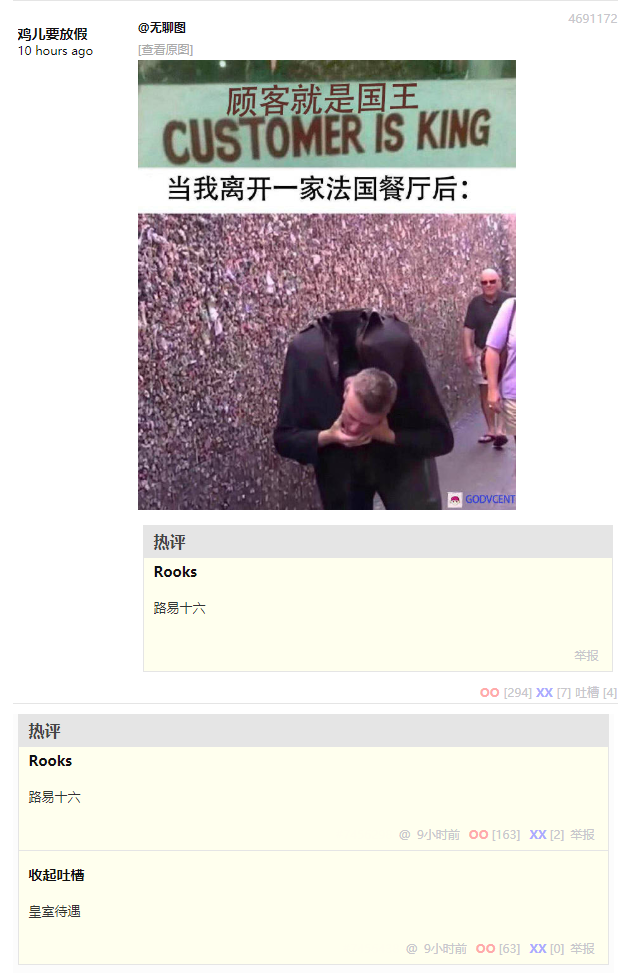 4691172
鸡儿要放假
10 hours ago
@无聊图
[查看原图]
顾客就是国王
CUSTOMER IS KING
当我离开一家法国餐厅后：
GODVCENT
热评
Rooks
路易十六
举报
OO [294] XX [7] 吐槽 [4]
热评
Rooks
路易十六
@ 9小时前 OO [163] XX [2] 举报
收起吐槽
皇室待遇
@ 9小时前 OO [63] XX [0] 举报